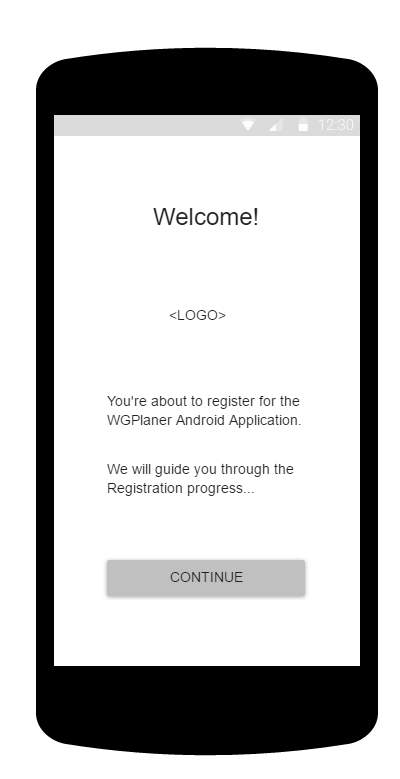 12:30
Welcome!
<LOGO>
You're about to register for the
WGPlaner Android Application.
We will guide you through the
Registration progress...
CONTINUE